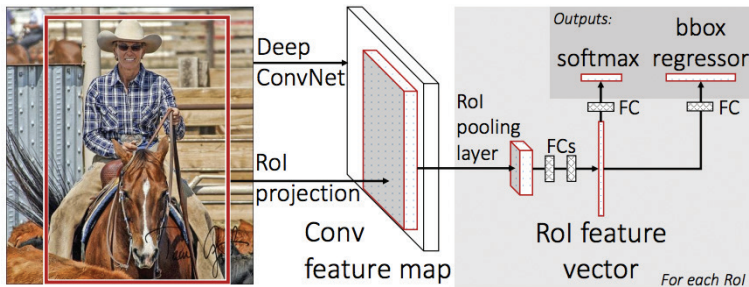 Deep
ConvNet
RoI
projection
Conv
feature map
RoI
pooling
layer
FCs
RoI feature
vector
Outputs:
softmax
bbox
regressor
FC
FC
For each RoI